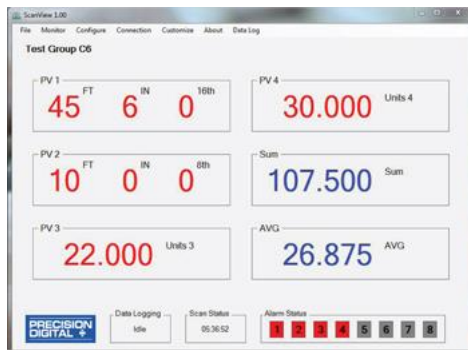 ScanView 1.00
File Monitor Configure Connection Customize About Data Log
Test Group C6
PV 1
45 FT 6 IN 0 16th
PV 4
30.000 Units 4
PV 2
10 FT 0 IN 0 8th
Sum
107.500 Sum
PV 3
22.000 Units 3
AVG
26.875 AVG
PRECISION
DIGITAL
Data Logging
Idle
Scan Status
05:36:52
Alarm Status
1 2 3 4 5 6 7 8